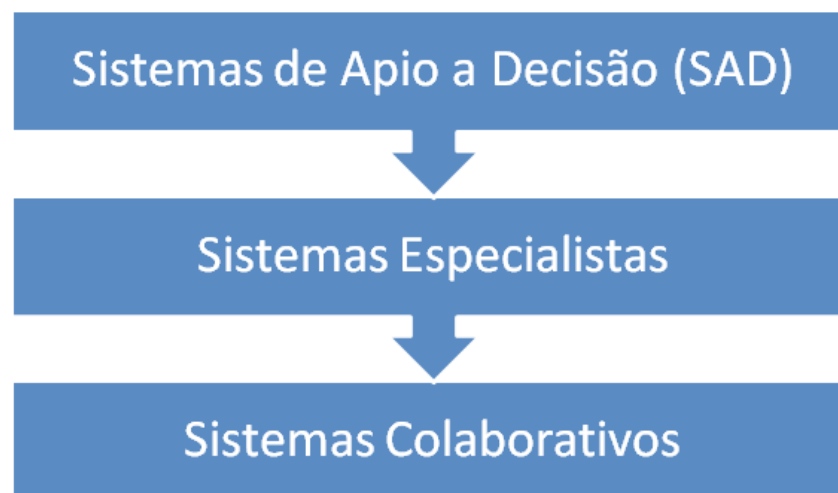 Sistemas de Apio a Decisão (SAD)
Sistemas Especialistas
Sistemas Colaborativos